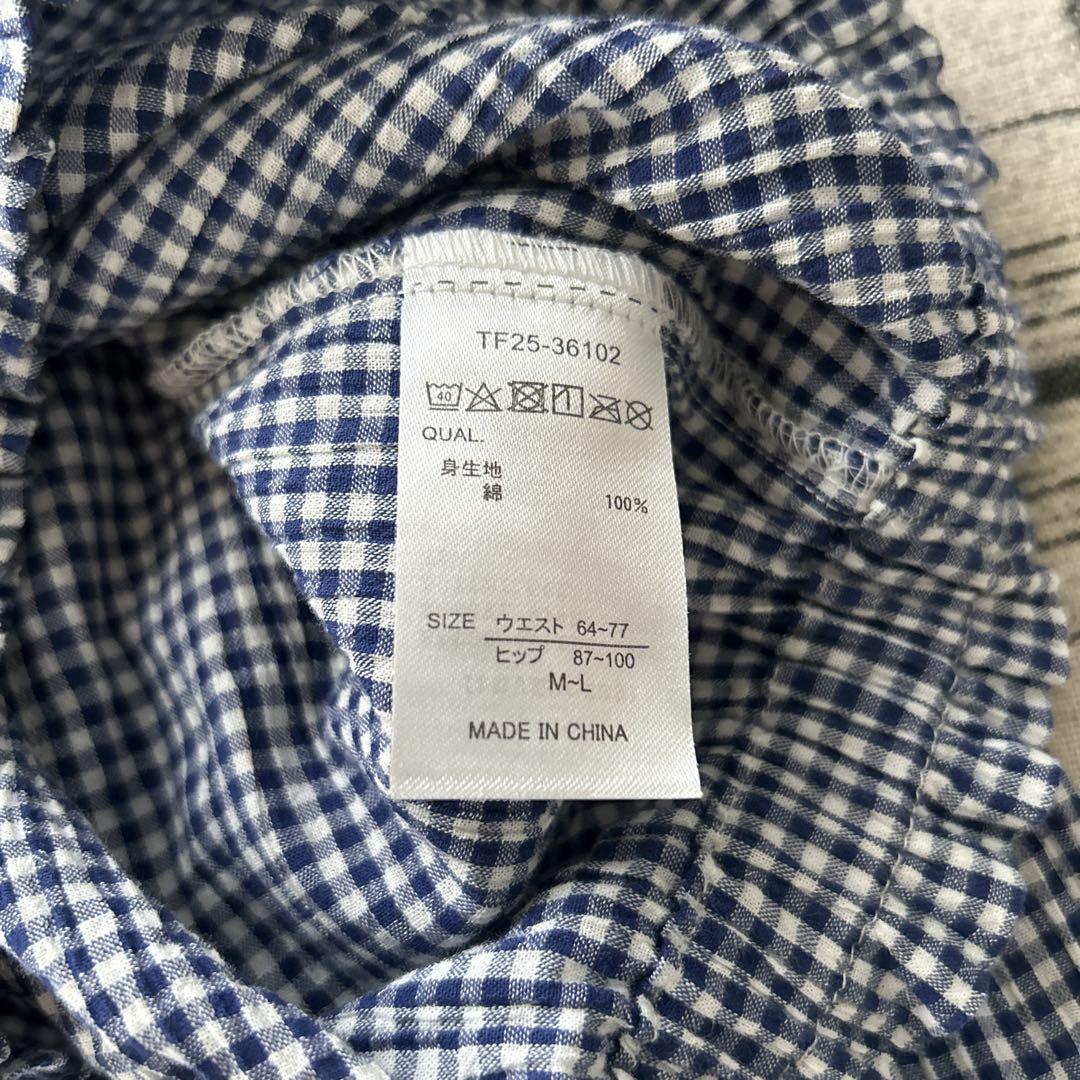 TF25-36102
40
QUAL.
身生地
綿 100%
SIZE ウエスト 64~77
ヒップ 87~100
M~L
MADE IN CHINA